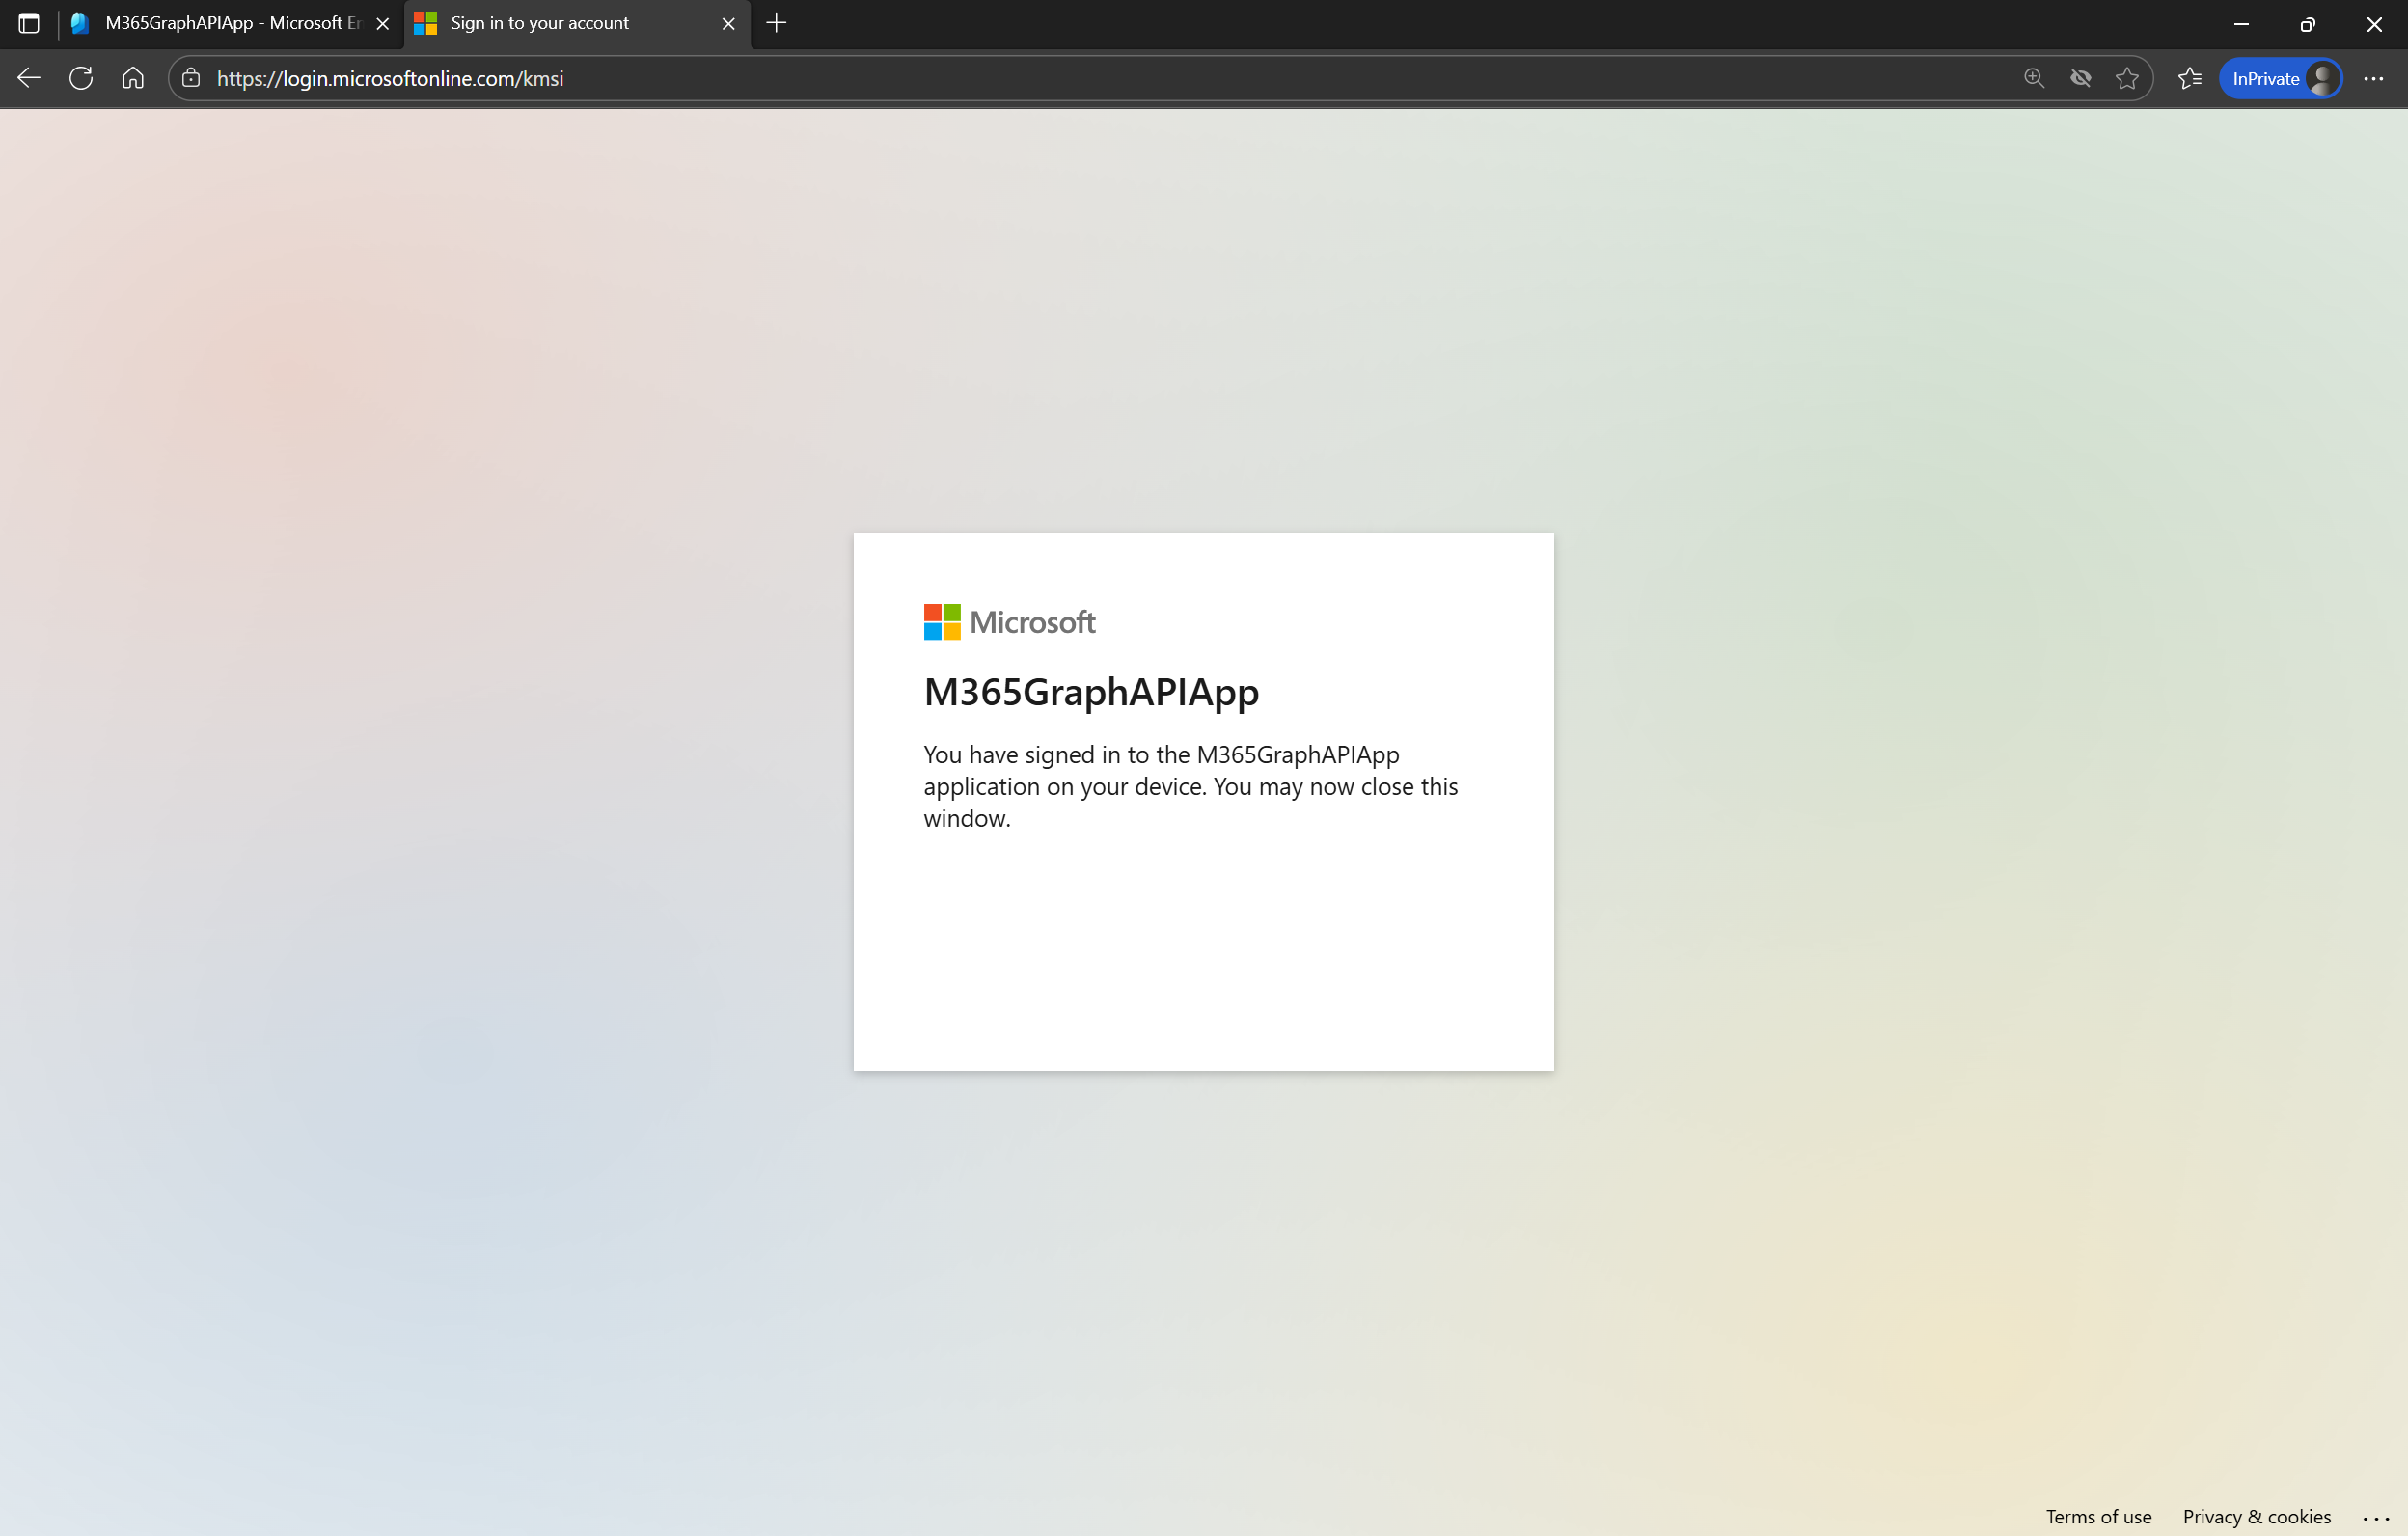 M365GraphAPIApp - Microsoft En
Sign in to your account
https://login.microsoftonline.com/kmsi
InPrivate
Microsoft
M365GraphAPIApp
You have signed in to the M365GraphAPIApp
application on your device. You may now close this
window.
Terms of use
Privacy & cookies